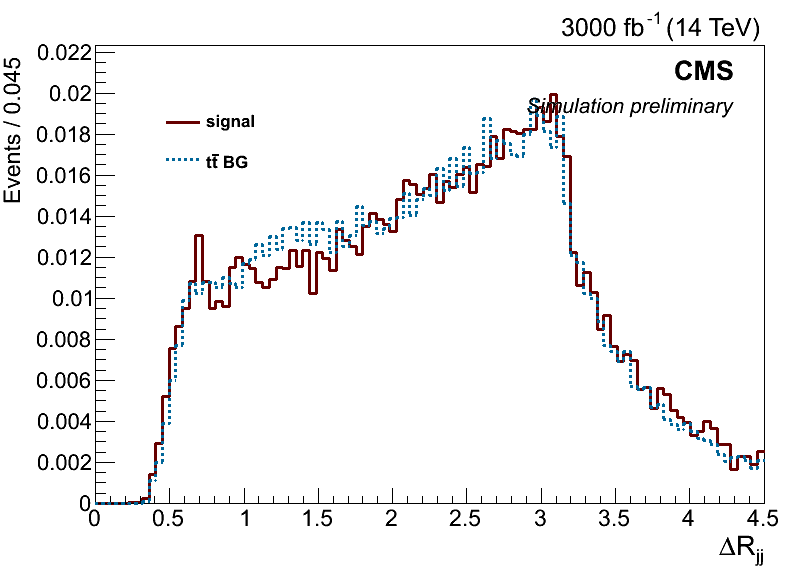 3000 fb⁻¹ (14 TeV)
CMS
Simulation preliminary
Events / 0.045
0.022
0.02
0.018
0.016
0.014
0.012
0.01
0.008
0.006
0.004
0.002
0
signal
tt̄ BG
0 0.5 1 1.5 2 2.5 3 3.5 4 4.5
ΔRjj